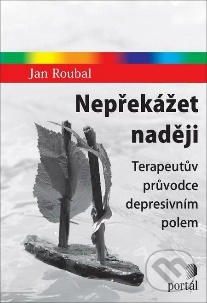 Jan Roubal
Nepřekážet
naději
Terapeutův
průvodce
depresivním
polem
portál